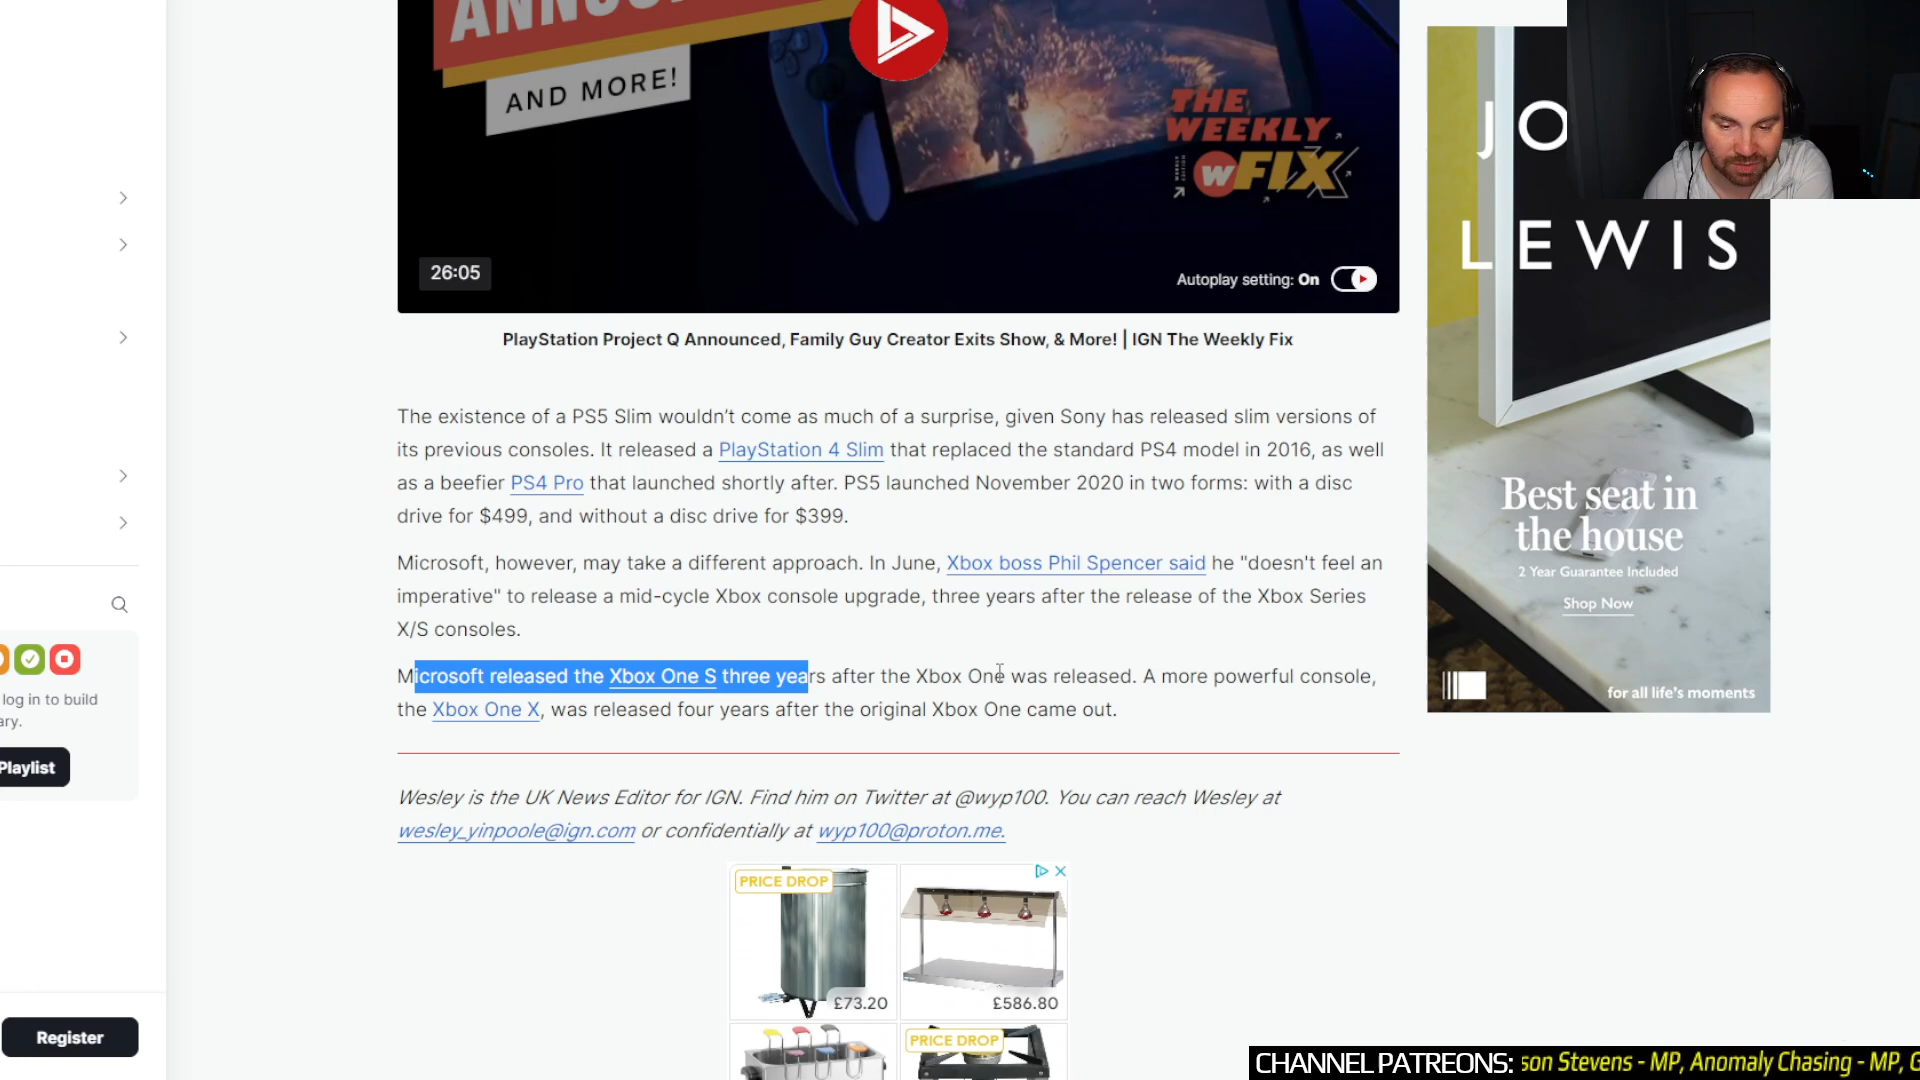 ANNOU
AND MORE!
THE
WEEKLY
WEEKLY EDITION
W FIX
26:05
Autoplay setting: On
PlayStation Project Q Announced, Family Guy Creator Exits Show, & More! | IGN The Weekly Fix
The existence of a PS5 Slim wouldn't come as much of a surprise, given Sony has released slim versions of
its previous consoles. It released a PlayStation 4 Slim that replaced the standard PS4 model in 2016, as well
as a beefier PS4 Pro that launched shortly after. PS5 launched November 2020 in two forms: with a disc
drive for $499, and without a disc drive for $399.
Microsoft, however, may take a different approach. In June, Xbox boss Phil Spencer said he "doesn't feel an
imperative" to release a mid-cycle Xbox console upgrade, three years after the release of the Xbox Series
X/S consoles.
Microsoft released the Xbox One S three years after the Xbox One was released. A more powerful console,
the Xbox One X, was released four years after the original Xbox One came out.
Wesley is the UK News Editor for IGN. Find him on Twitter at @wyp100. You can reach Wesley at
wesley_yinpoole@ign.com or confidentially at wyp100@proton.me.
PRICE DROP
£73.20
£586.80
PRICE DROP
log in to build
ary.
Playlist
Register
JO
LEWIS
Best seat in
the house
2 Year Guarantee Included
Shop Now
for all life's moments
CHANNEL PATREONS: son Stevens - MP, Anomaly Chasing - MP, G